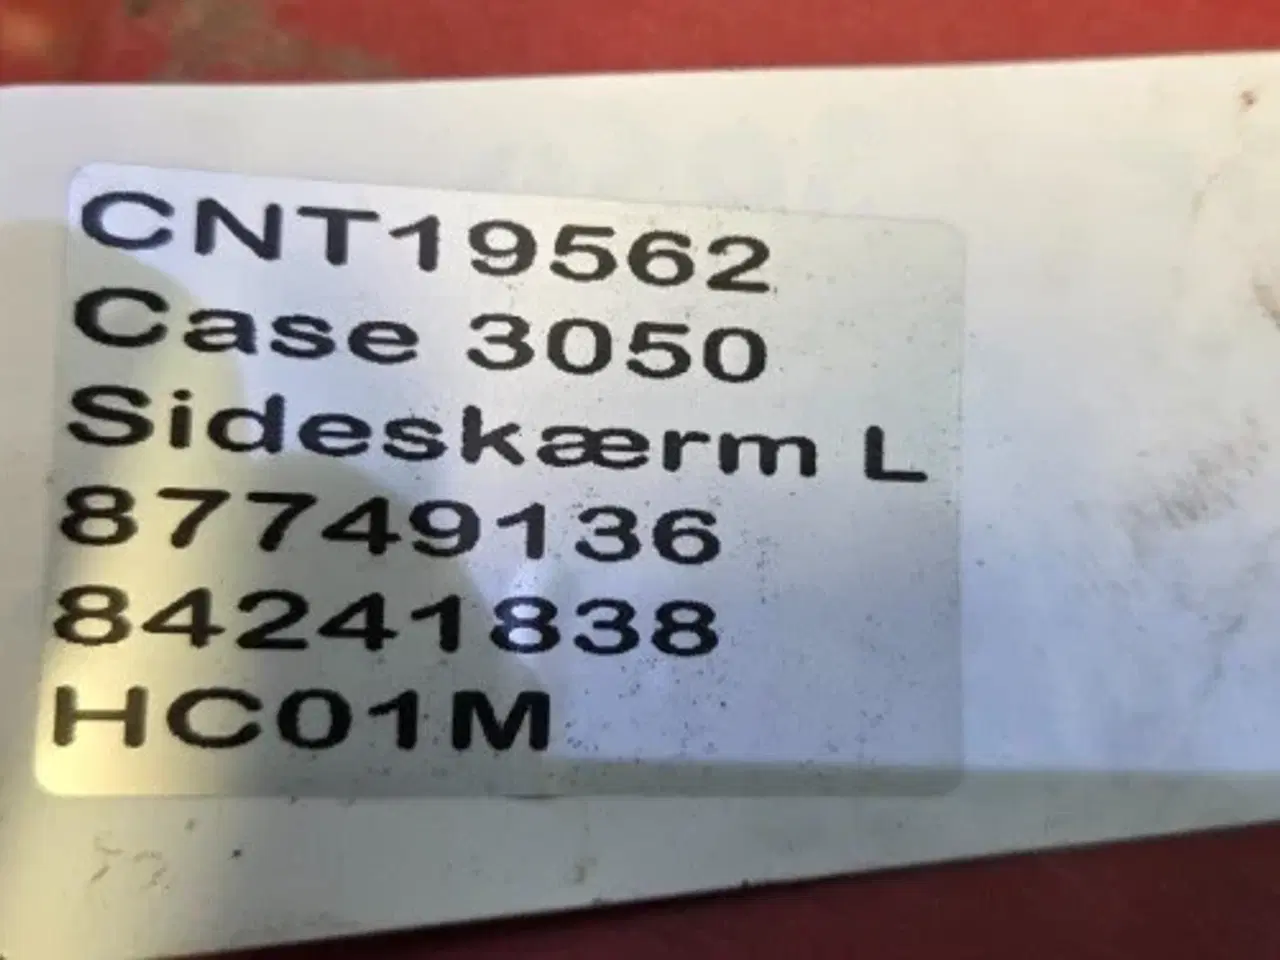 CNT19562
Case 3050
Sideskærm L
87749136
84241838
HC01M